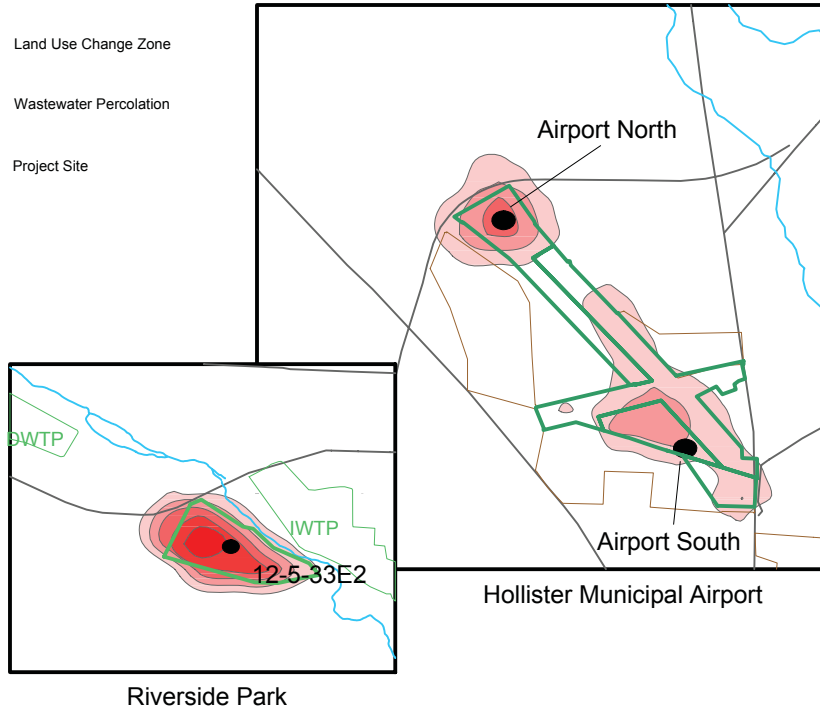 Land Use Change Zone
Wastewater Percolation
Project Site
Airport North
Airport South
Hollister Municipal Airport
DWTP
IWTP
12-5-33E2
Riverside Park